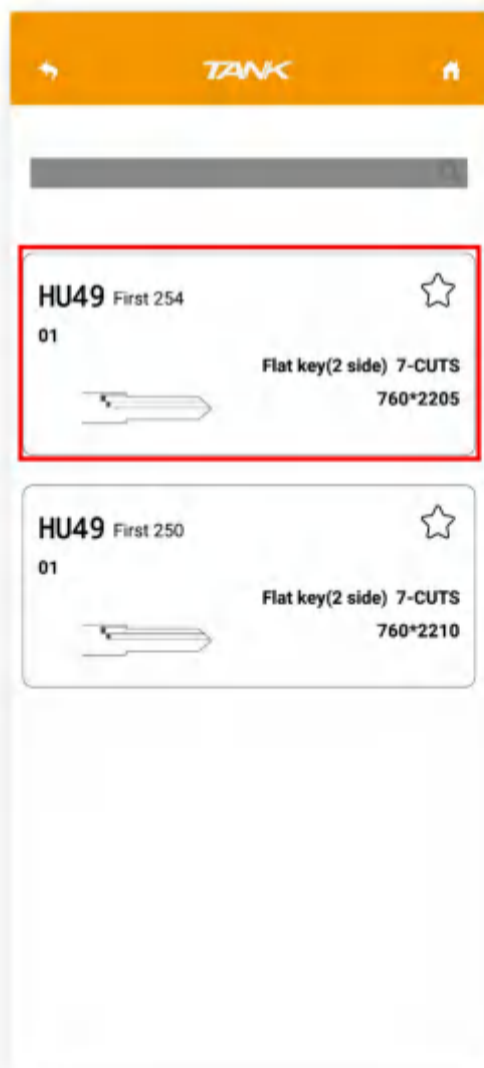 TANK
HU49 First 254
01
Flat key(2 side) 7-CUTS
760*2205
HU49 First 250
01
Flat key(2 side) 7-CUTS
760*2210